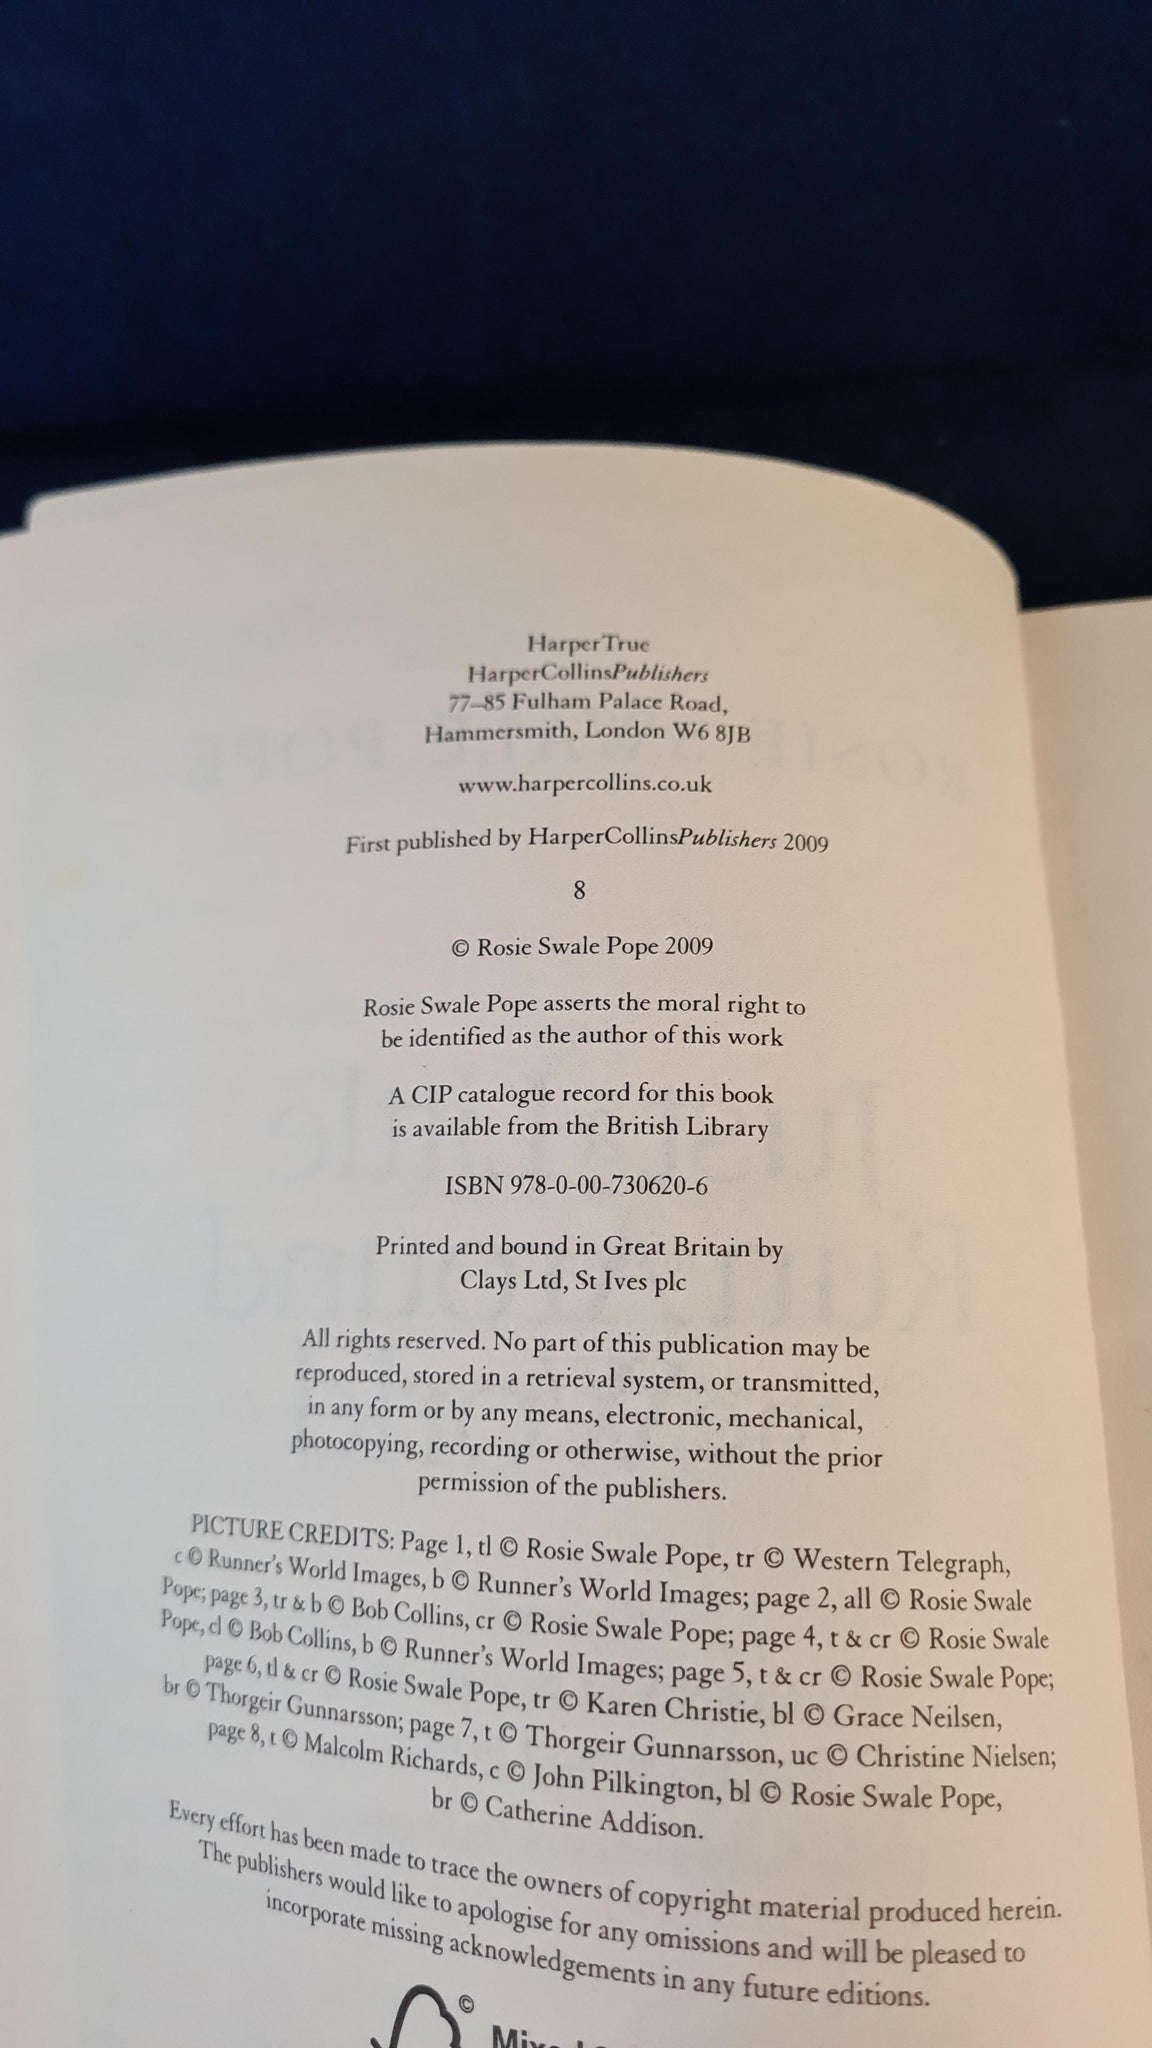 HarperTrue
HarperCollinsPublishers
77–85 Fulham Palace Road,
Hammersmith, London W6 8JB
www.harpercollins.co.uk
First published by HarperCollinsPublishers 2009
8
© Rosie Swale Pope 2009
Rosie Swale Pope asserts the moral right to
be identified as the author of this work
A CIP catalogue record for this book
is available from the British Library
ISBN 978-0-00-730620-6
Printed and bound in Great Britain by
Clays Ltd, St Ives plc
All rights reserved. No part of this publication may be
reproduced, stored in a retrieval system, or transmitted,
in any form or by any means, electronic, mechanical,
photocopying, recording or otherwise, without the prior
permission of the publishers.
PICTURE CREDITS: Page 1, tl © Rosie Swale Pope, tr © Western Telegraph,
c © Runner's World Images, b © Runner's World Images; page 2, all © Rosie Swale
Pope; page 3, tr & b © Bob Collins, cr © Rosie Swale Pope; page 4, t & cr © Rosie Swale
Pope, cl © Bob Collins, b © Runner's World Images; page 5, t & cr © Rosie Swale Pope;
page 6, tl & cr © Rosie Swale Pope, tr © Karen Christie, bl © Grace Neilsen,
br © Thorgeir Gunnarsson; page 7, t © Thorgeir Gunnarsson, uc © Christine Nielsen;
page 8, t © Malcolm Richards, c © John Pilkington, bl © Rosie Swale Pope,
br © Catherine Addison.
Every effort has been made to trace the owners of copyright material produced herein.
The publishers would like to apologise for any omissions and will be pleased to
incorporate missing acknowledgements in any future editions.
©